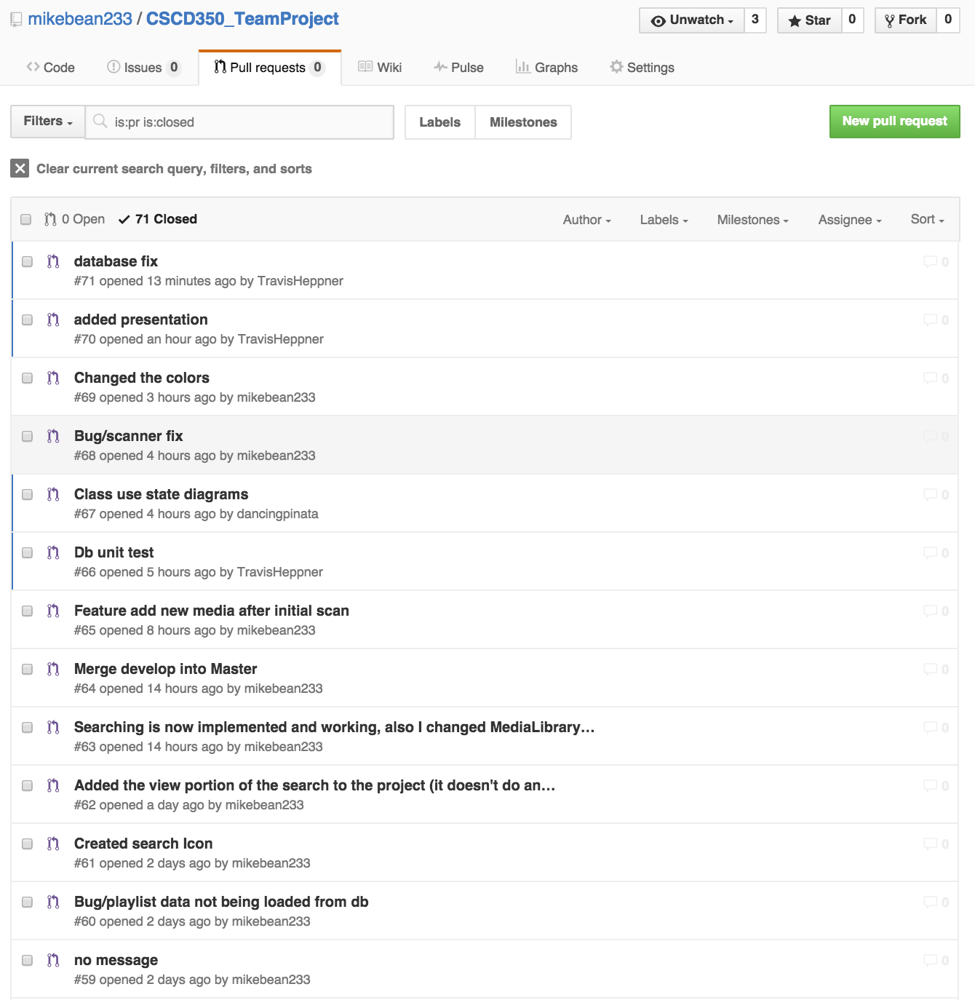 mikebean233 / CSCD350_TeamProject
Unwatch 3 Star 0 Fork 0
Code Issues 0 Pull requests 0 Wiki Pulse Graphs Settings
Filters is:pr is:closed Labels Milestones New pull request
Clear current search query, filters, and sorts
0 Open 71 Closed Author Labels Milestones Assignee Sort
database fix 0
#71 opened 13 minutes ago by TravisHeppner
added presentation 0
#70 opened an hour ago by TravisHeppner
Changed the colors 0
#69 opened 3 hours ago by mikebean233
Bug/scanner fix 0
#68 opened 4 hours ago by mikebean233
Class use state diagrams 0
#67 opened 4 hours ago by dancingpinata
Db unit test 0
#66 opened 5 hours ago by TravisHeppner
Feature add new media after initial scan 0
#65 opened 8 hours ago by mikebean233
Merge develop into Master 0
#64 opened 14 hours ago by mikebean233
Searching is now implemented and working, also I changed MediaLibrary… 0
#63 opened 14 hours ago by mikebean233
Added the view portion of the search to the project (it doesn't do an… 0
#62 opened a day ago by mikebean233
Created search Icon 0
#61 opened 2 days ago by mikebean233
Bug/playlist data not being loaded from db 0
#60 opened 2 days ago by mikebean233
no message 0
#59 opened 2 days ago by mikebean233